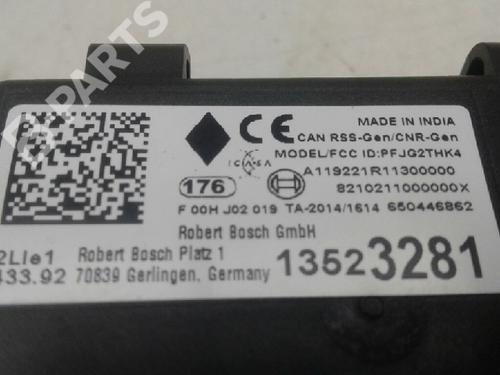 B PARTS
CE
MADE IN INDIA
CAN RSS-Gen/CNR-Gen
ICASA
MODEL/FCC ID:PFJG2THK4
A119221R11300000
176
8210211000000X
F 00H J02 019 TA-2014/1614 650446862
Robert Bosch GmbH
2LIe1 Robert Bosch Platz 1
433.92 70839 Gerlingen, Germany
13523281